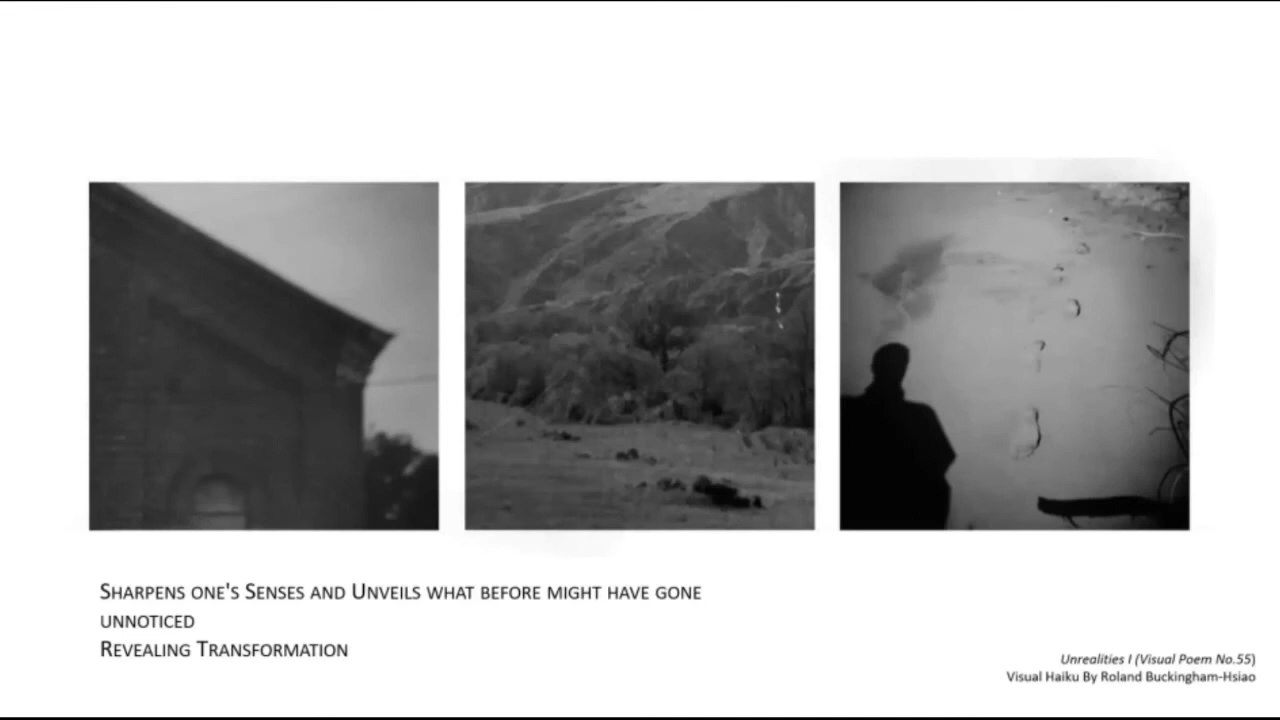 Sharpens one's Senses and Unveils what before might have gone
unnoticed
Revealing Transformation
Unrealities I (Visual Poem No.55)
Visual Haiku By Roland Buckingham-Hsiao